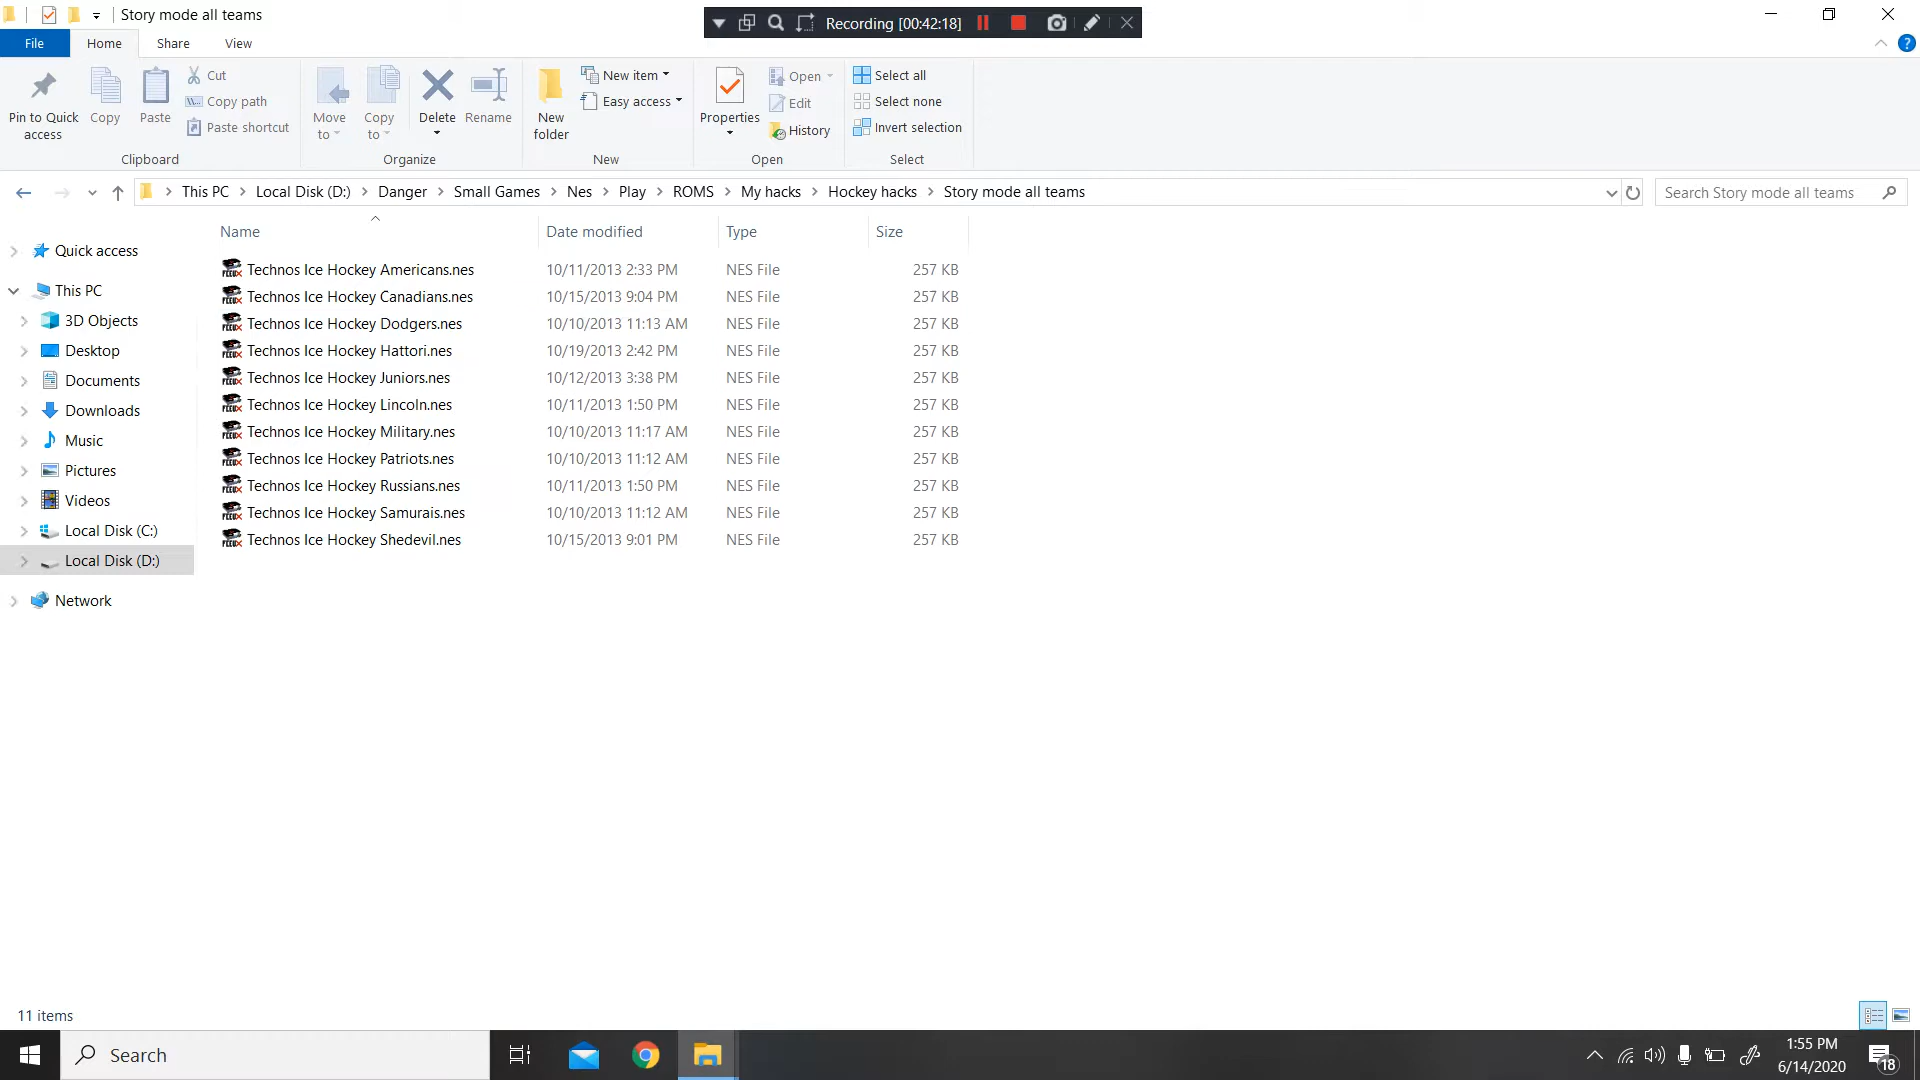 Story mode all teams
Recording [00:42:18]
File Home Share View
Pin to Quick access
Copy
Paste
Cut
Copy path
Paste shortcut
Clipboard
Move to
Copy to
Delete
Rename
Organize
New folder
New item
Easy access
New
Properties
Open
Edit
History
Open
Select all
Select none
Invert selection
Select
This PC Local Disk (D:) Danger Small Games Nes Play ROMS My hacks Hockey hacks Story mode all teams
Search Story mode all teams
Quick access
This PC
3D Objects
Desktop
Documents
Downloads
Music
Pictures
Videos
Local Disk (C:)
Local Disk (D:)
Network
Name Date modified Type Size
Technos Ice Hockey Americans.nes 10/11/2013 2:33 PM NES File 257 KB
Technos Ice Hockey Canadians.nes 10/15/2013 9:04 PM NES File 257 KB
Technos Ice Hockey Dodgers.nes 10/10/2013 11:13 AM NES File 257 KB
Technos Ice Hockey Hattori.nes 10/19/2013 2:42 PM NES File 257 KB
Technos Ice Hockey Juniors.nes 10/12/2013 3:38 PM NES File 257 KB
Technos Ice Hockey Lincoln.nes 10/11/2013 1:50 PM NES File 257 KB
Technos Ice Hockey Military.nes 10/10/2013 11:17 AM NES File 257 KB
Technos Ice Hockey Patriots.nes 10/10/2013 11:12 AM NES File 257 KB
Technos Ice Hockey Russians.nes 10/11/2013 1:50 PM NES File 257 KB
Technos Ice Hockey Samurais.nes 10/10/2013 11:12 AM NES File 257 KB
Technos Ice Hockey Shedevil.nes 10/15/2013 9:01 PM NES File 257 KB
11 items
Search
1:55 PM
6/14/2020
18